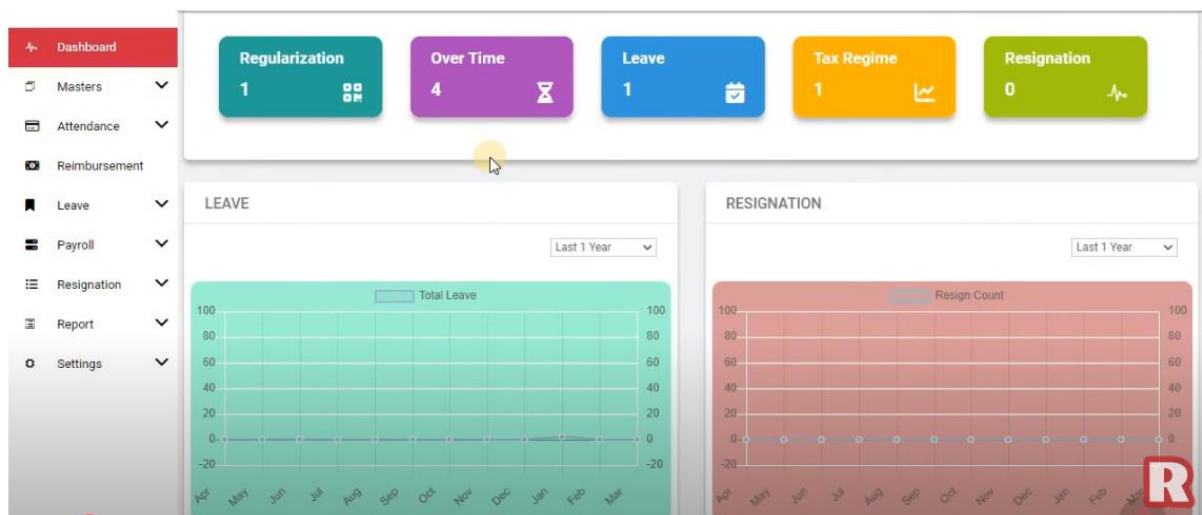 Dashboard
Masters
Attendance
Reimbursement
Leave
Payroll
Resignation
Report
Settings
Regularization
1
Over Time
4
Leave
1
Tax Regime
1
Resignation
0
LEAVE
Last 1 Year
Total Leave
100 100
80 80
60 60
40 40
20 20
0 0
-20 -20
Apr May Jun Jul Aug Sep Oct Nov Dec Jan Feb Mar
RESIGNATION
Last 1 Year
Resign Count
100 100
80 80
60 60
40 40
20 20
0 0
-20
Apr May Jun Jul Aug Sep Oct Nov Dec Jan Feb Mar
R